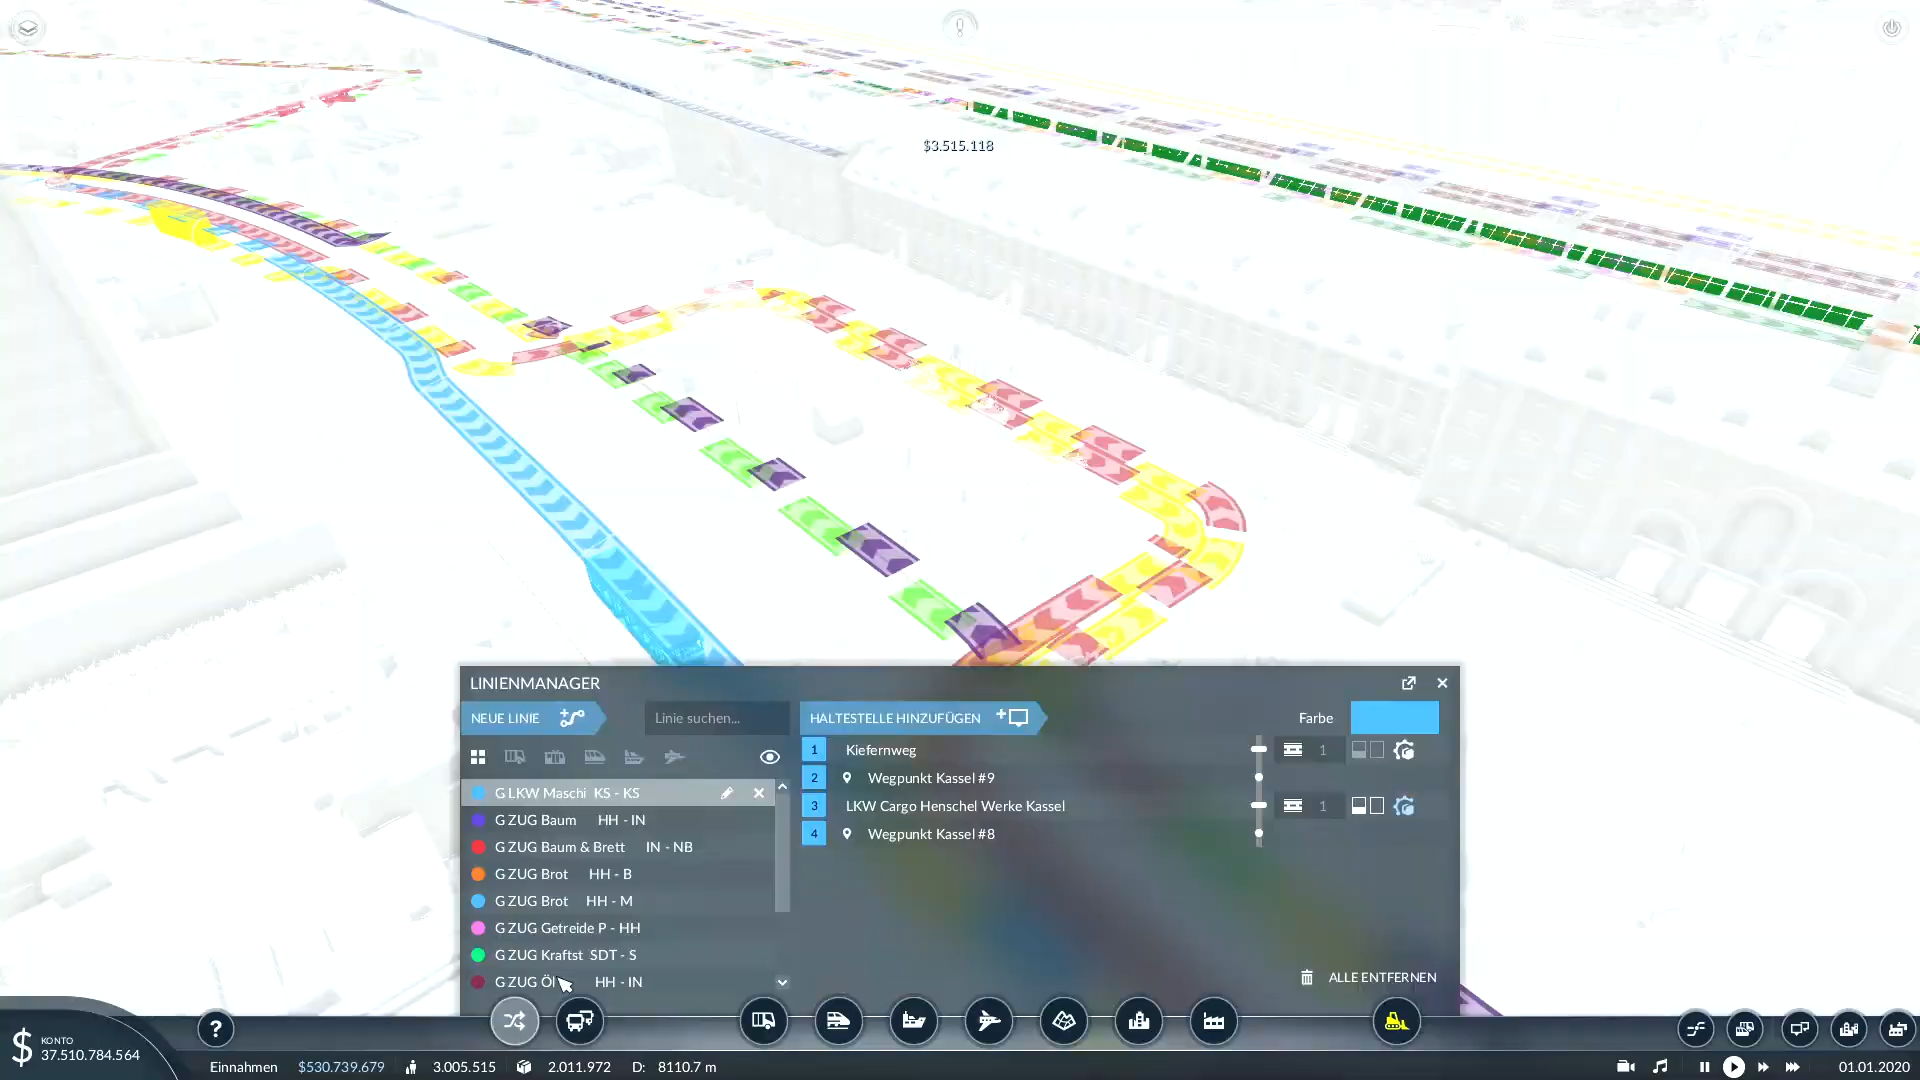 $3.515.118
LINIENMANAGER
NEUE LINIE
Linie suchen...
HALTESTELLE HINZUFÜGEN
Farbe
1 Kiefernweg 1
2 Wegpunkt Kassel #9
3 LKW Cargo Henschel Werke Kassel 1
4 Wegpunkt Kassel #8
G LKW Maschi KS - KS
G ZUG Baum HH - IN
G ZUG Baum & Brett IN - NB
G ZUG Brot HH - B
G ZUG Brot HH - M
G ZUG Getreide P - HH
G ZUG Kraftst SDT - S
G ZUG Öl HH - IN
ALLE ENTFERNEN
?
$ KONTO
37.510.784.564
Einnahmen $530.739.679 3.005.515 2.011.972 D: 8110.7 m
01.01.2020